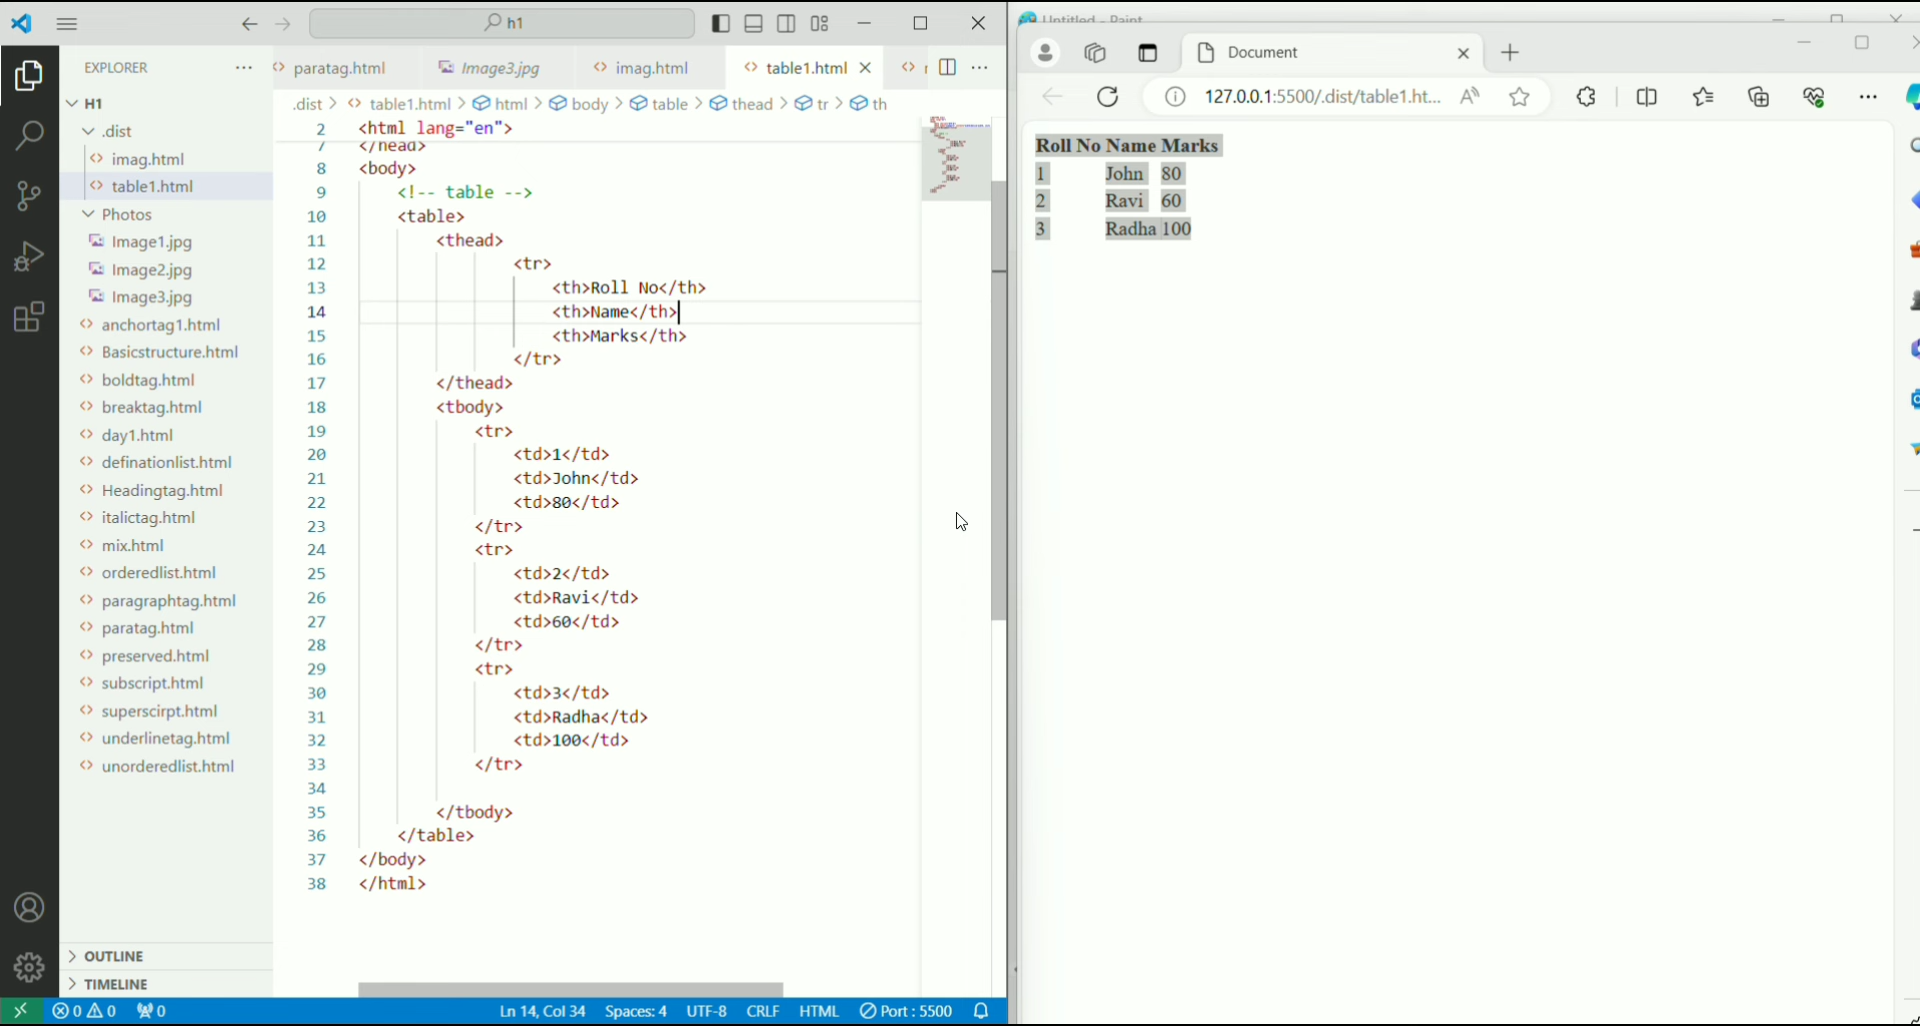 h1
EXPLORER
paratag.html
Image3.jpg
imag.html
table1.html
.dist > table1.html > html > body > table > thead > tr > th
H1
.dist
imag.html
table1.html
Photos
Image1.jpg
Image2.jpg
Image3.jpg
anchortag1.html
Basicstructure.html
boldtag.html
breaktag.html
day1.html
definationlist.html
Headingtag.html
italictag.html
mix.html
orderedlist.html
paragraphtag.html
paratag.html
preserved.html
subscript.html
superscirpt.html
underlinetag.html
unorderedlist.html
OUTLINE
TIMELINE
2 <html lang="en">
7 </head>
8 <body>
9 <!-- table -->
10 <table>
11 <thead>
12 <tr>
13 <th>Roll No</th>
14 <th>Name</th>
15 <th>Marks</th>
16 </tr>
17 </thead>
18 <tbody>
19 <tr>
20 <td>1</td>
21 <td>John</td>
22 <td>80</td>
23 </tr>
24 <tr>
25 <td>2</td>
26 <td>Ravi</td>
27 <td>60</td>
28 </tr>
29 <tr>
30 <td>3</td>
31 <td>Radha</td>
32 <td>100</td>
33 </tr>
34
35 </tbody>
36 </table>
37 </body>
38 </html>
0 0 0 Ln 14, Col 34 Spaces: 4 UTF-8 CRLF HTML Port : 5500
Untitled - Paint
Document
127.0.0.1:5500/.dist/table1.ht...
Roll No Name Marks
1 John 80
2 Ravi 60
3 Radha 100